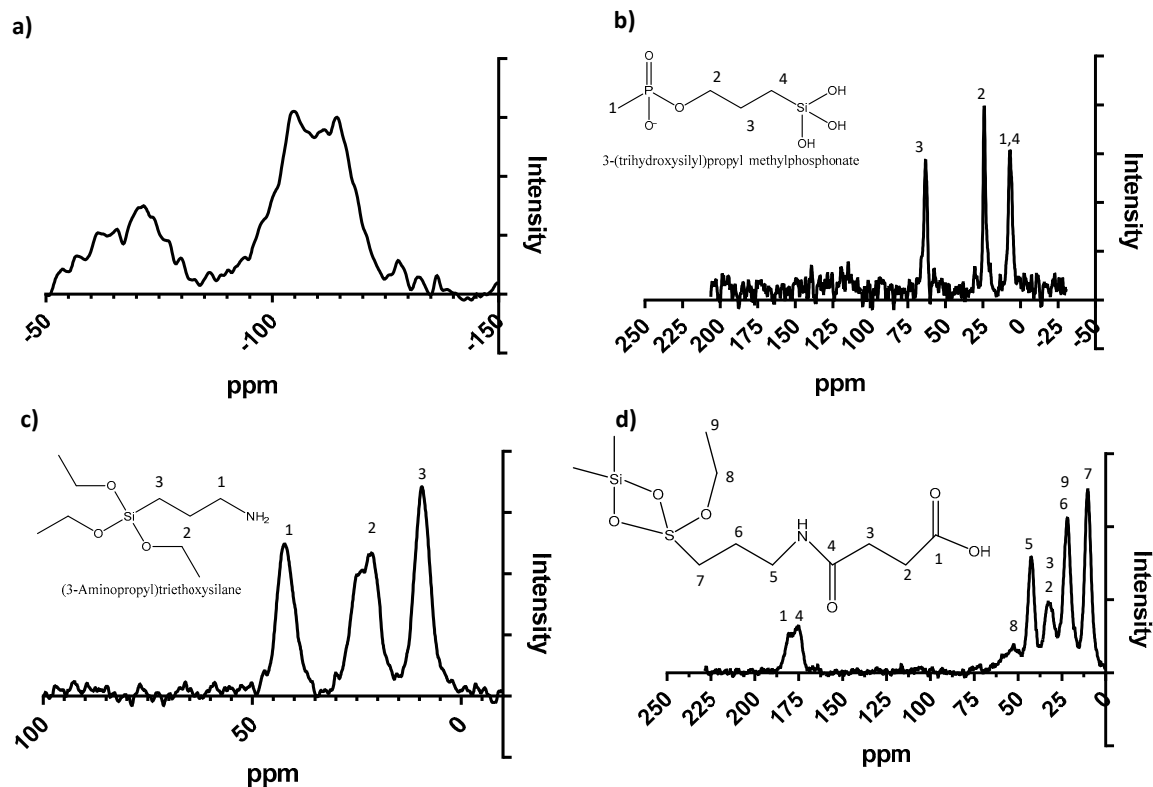 a)
Intensity
-50
-100
-150
ppm
b)
O
P
O
O-
1
2
3
4
Si
OH
OH
OH
3-(trihydroxysilyl)propyl methylphosphonate
3
2
1,4
Intensity
250
225
200
175
150
125
100
75
50
25
0
-25
-50
ppm
c)
O
O
Si
O
3
1
2
NH2
(3-Aminopropyl)triethoxysilane
1
2
3
Intensity
100
50
0
ppm
d)
9
8
Si
O
O
O
S
6
7
5
H
N
4
O
3
2
O
1
OH
1 4
8
5
3
2
9
6
7
Intensity
250
225
200
175
150
125
100
75
50
25
0
ppm